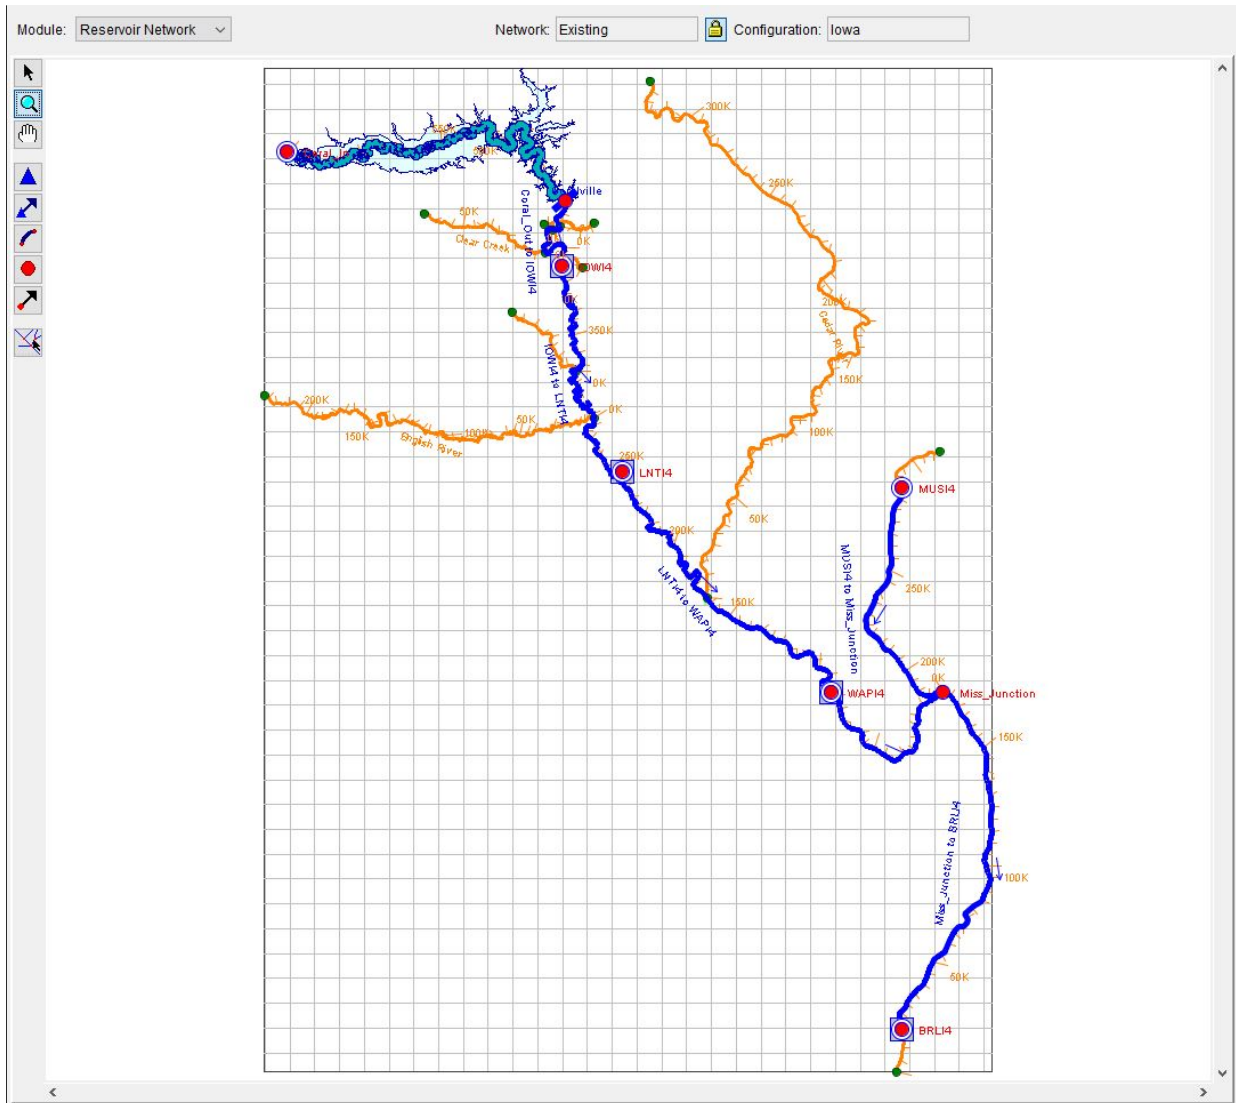 Module: Reservoir Network
Network: Existing
Configuration: Iowa
300K
250K
200K
Cedar River
150K
100K
50K
Coral_Out to IOWI4
50K
Clear Creek
0K
IOWI4
350K
IOWI4 to LNTI4
0K
0K
200K
150K
English River
100K
50K
250K
LNTI4
200K
LNTI4 to WAPI4
150K
MUSI4
250K
MUSI4 to Miss_Junction
200K
0K
WAPI4
Miss_Junction
150K
Miss_Junction to BRLI4
100K
50K
BRLI4